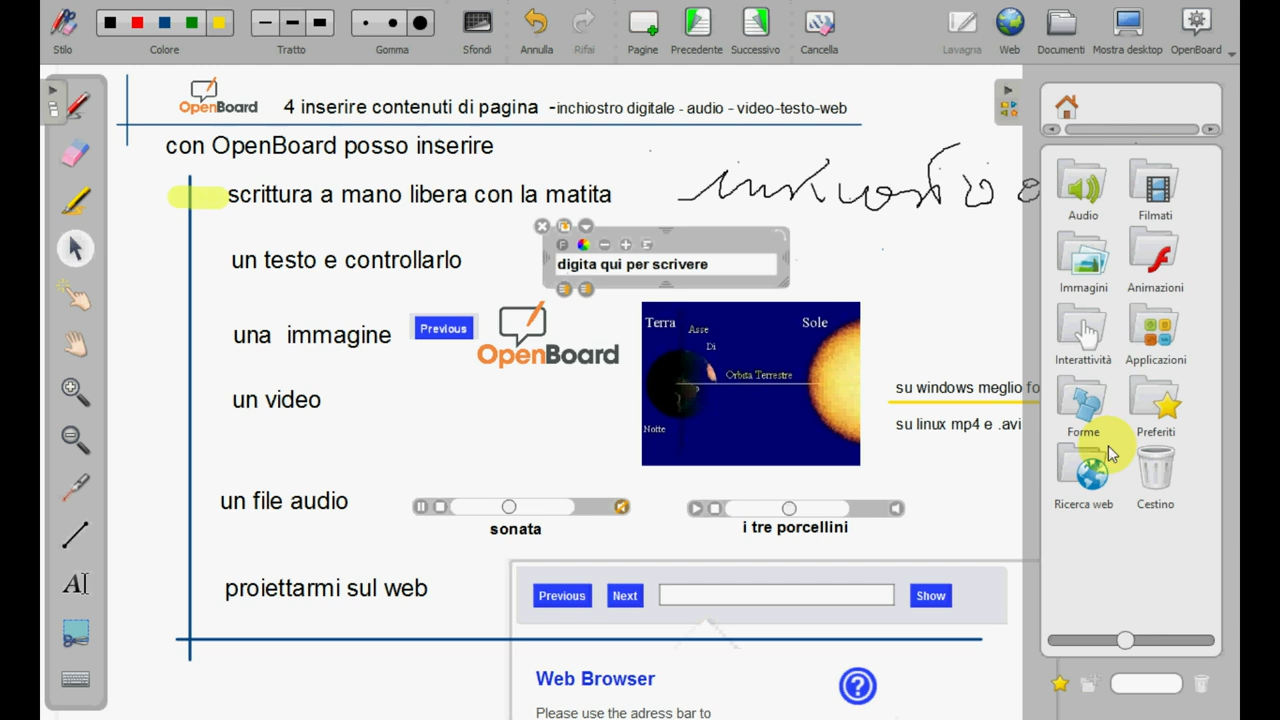 Stilo Colore Tratto Gomma Sfondi Annulla Rifai Pagine Precedente Successivo Cancella Lavagna Web Documenti Mostra desktop OpenBoard
OpenBoard 4 inserire contenuti di pagina -inchiostro digitale - audio - video-testo-web
con OpenBoard posso inserire
scrittura a mano libera con la matita
un testo e controllarlo
digita qui per scrivere
una immagine
Previous
OpenBoard
Terra Sole
Asse
Di
Orbita Terrestre
Notte
un video
su windows meglio fo
su linux mp4 e .avi
un file audio
sonata
i tre porcellini
proiettarmi sul web
Previous Next Show
Web Browser
Please use the adress bar to
Audio Filmati
Immagini Animazioni
Interattività Applicazioni
Forme Preferiti
Ricerca web Cestino